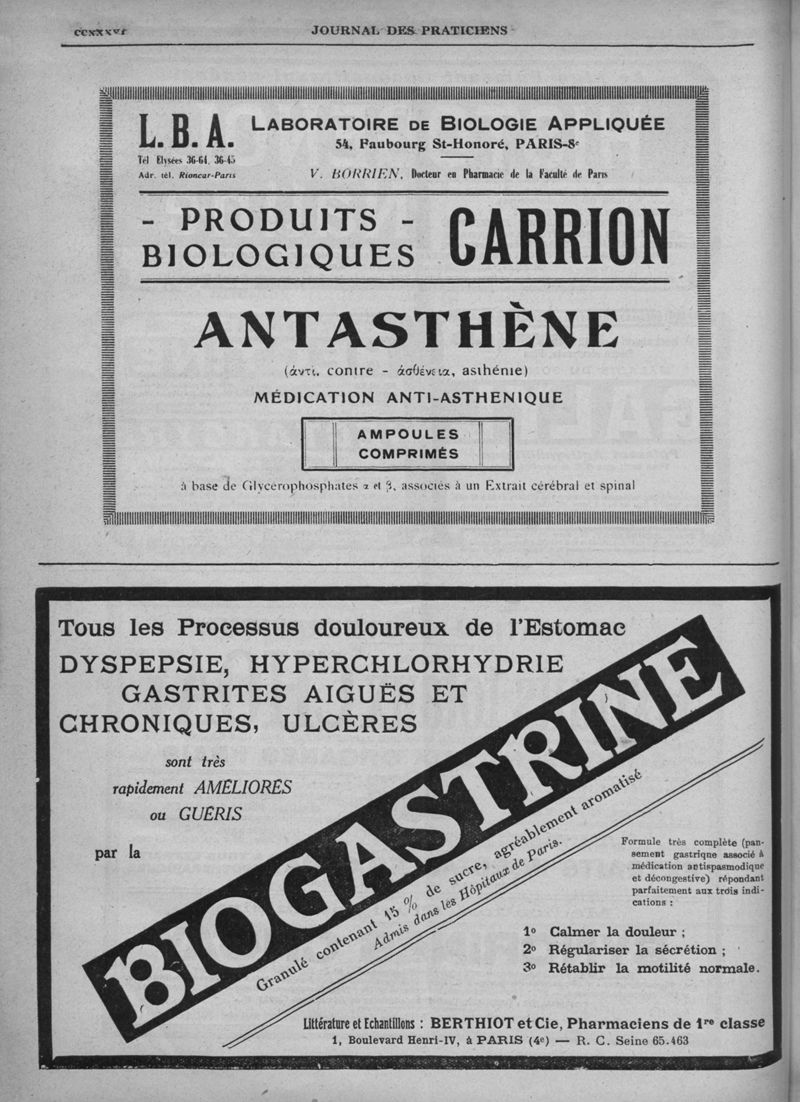 ccxxxvi
JOURNAL DES PRATICIENS
L.B.A.
LABORATOIRE DE BIOLOGIE APPLIQUÉE
54, Faubourg St-Honoré, PARIS-8e
Tél Elysées 36-64, 36-45
Adr. tél. Rioncar-Paris
V. BORRIEN, Docteur en Pharmacie de la Faculté de Paris
- PRODUITS -
BIOLOGIQUES
CARRION
ANTASTHÈNE
(ἀντι, contre - ἀσθένεια, asthénie)
MÉDICATION ANTI-ASTHENIQUE
AMPOULES
COMPRIMÉS
à base de Glycérophosphates α et β, associés à un Extrait cérébral et spinal
Tous les Processus douloureux de l'Estomac
DYSPEPSIE, HYPERCHLORHYDRIE
GASTRITES AIGUËS ET
CHRONIQUES, ULCÈRES
sont très
rapidement AMÉLIORÉS
ou GUÉRIS
par la
BIOGASTRINE
Granulé contenant 15 % de sucre, agréablement aromatisé
Admis dans les Hôpitaux de Paris.
Formule très complète (pan-
sement gastrique associé à
médication antispasmodique
et décongestive) répondant
parfaitement aux trois indi-
cations :
1o Calmer la douleur ;
2o Régulariser la sécrétion ;
3o Rétablir la motilité normale.
Littérature et Echantillons : BERTHIOT et Cie, Pharmaciens de 1re classe
1, Boulevard Henri-IV, à PARIS (4e) — R. C. Seine 65.463